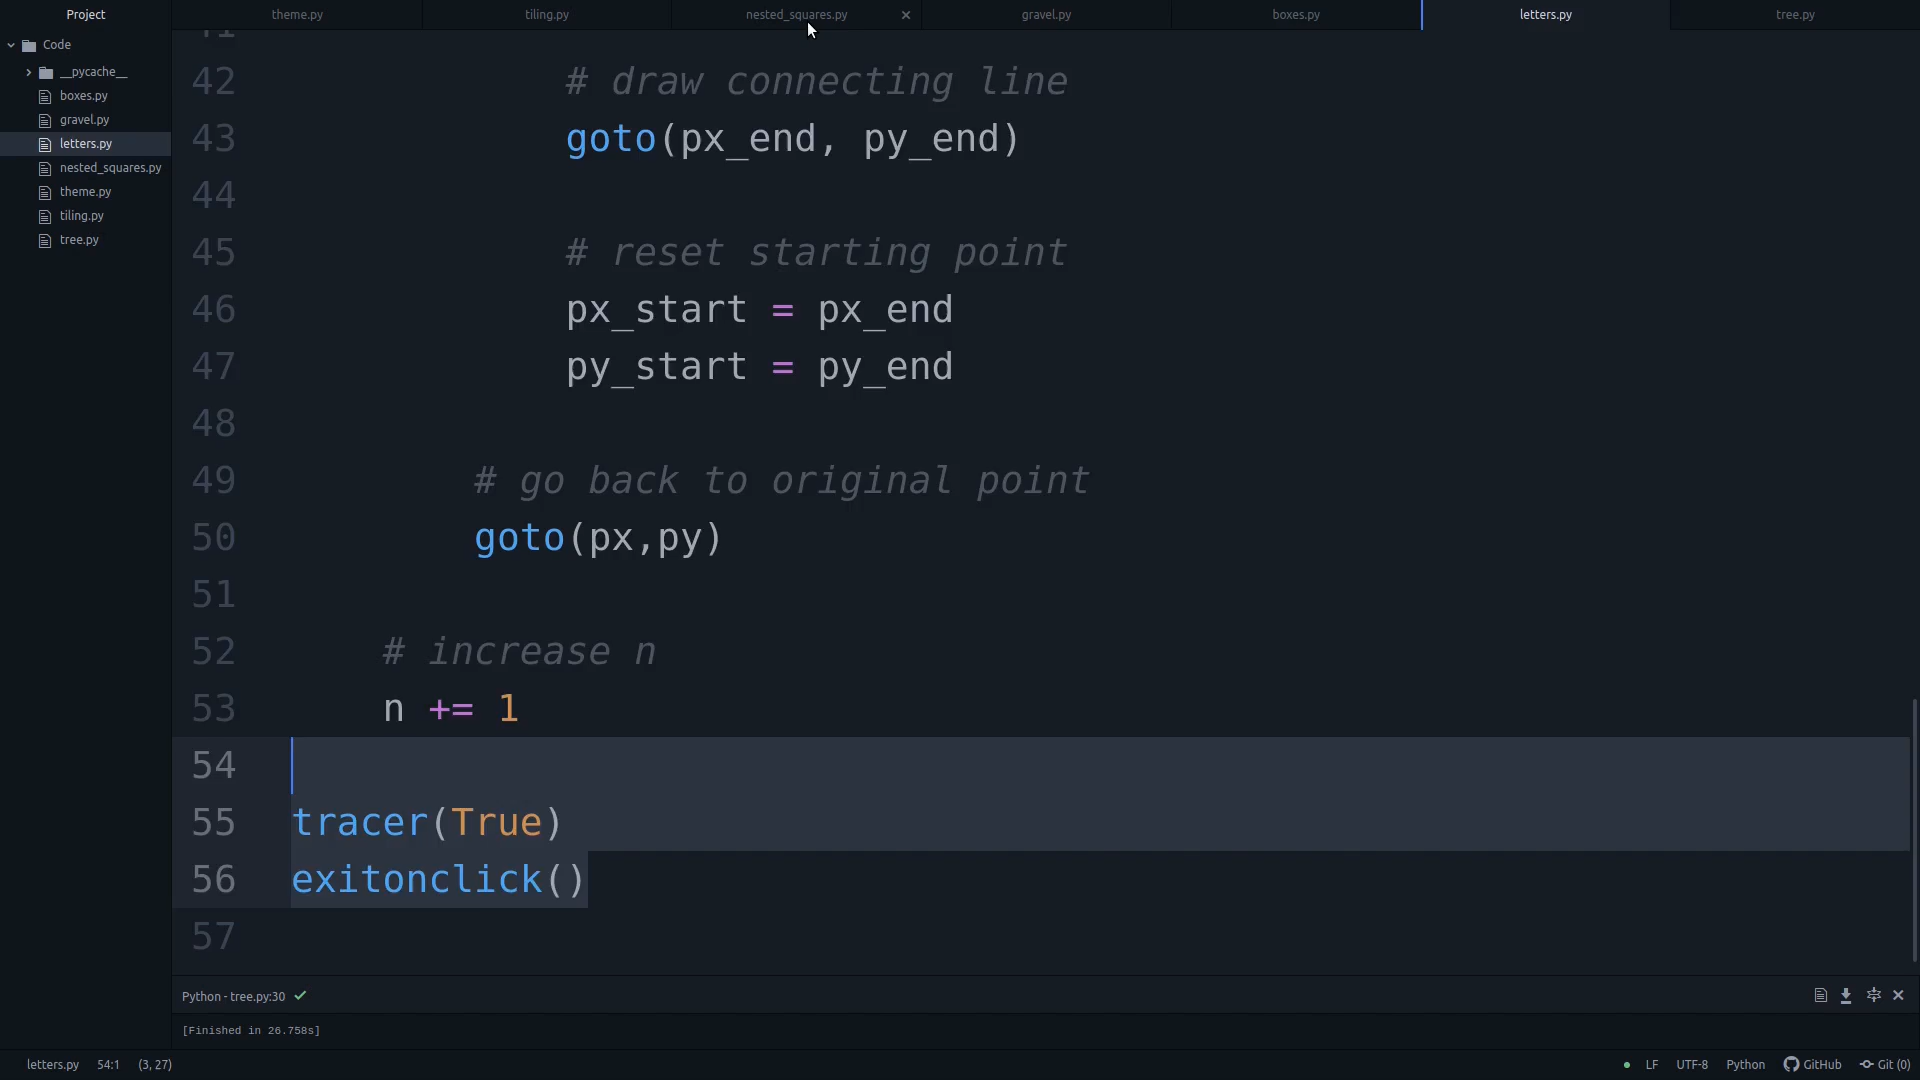 Project
theme.py
tiling.py
nested_squares.py
gravel.py
boxes.py
letters.py
tree.py
Code
__pycache__
boxes.py
gravel.py
letters.py
nested_squares.py
theme.py
tiling.py
tree.py
41
42 # draw connecting line
43 goto(px_end, py_end)
44
45 # reset starting point
46 px_start = px_end
47 py_start = py_end
48
49 # go back to original point
50 goto(px,py)
51
52 # increase n
53 n += 1
54
55 tracer(True)
56 exitonclick()
57
Python - tree.py:30
[Finished in 26.758s]
letters.py 54:1 (3, 27) LF UTF-8 Python GitHub Git (0)